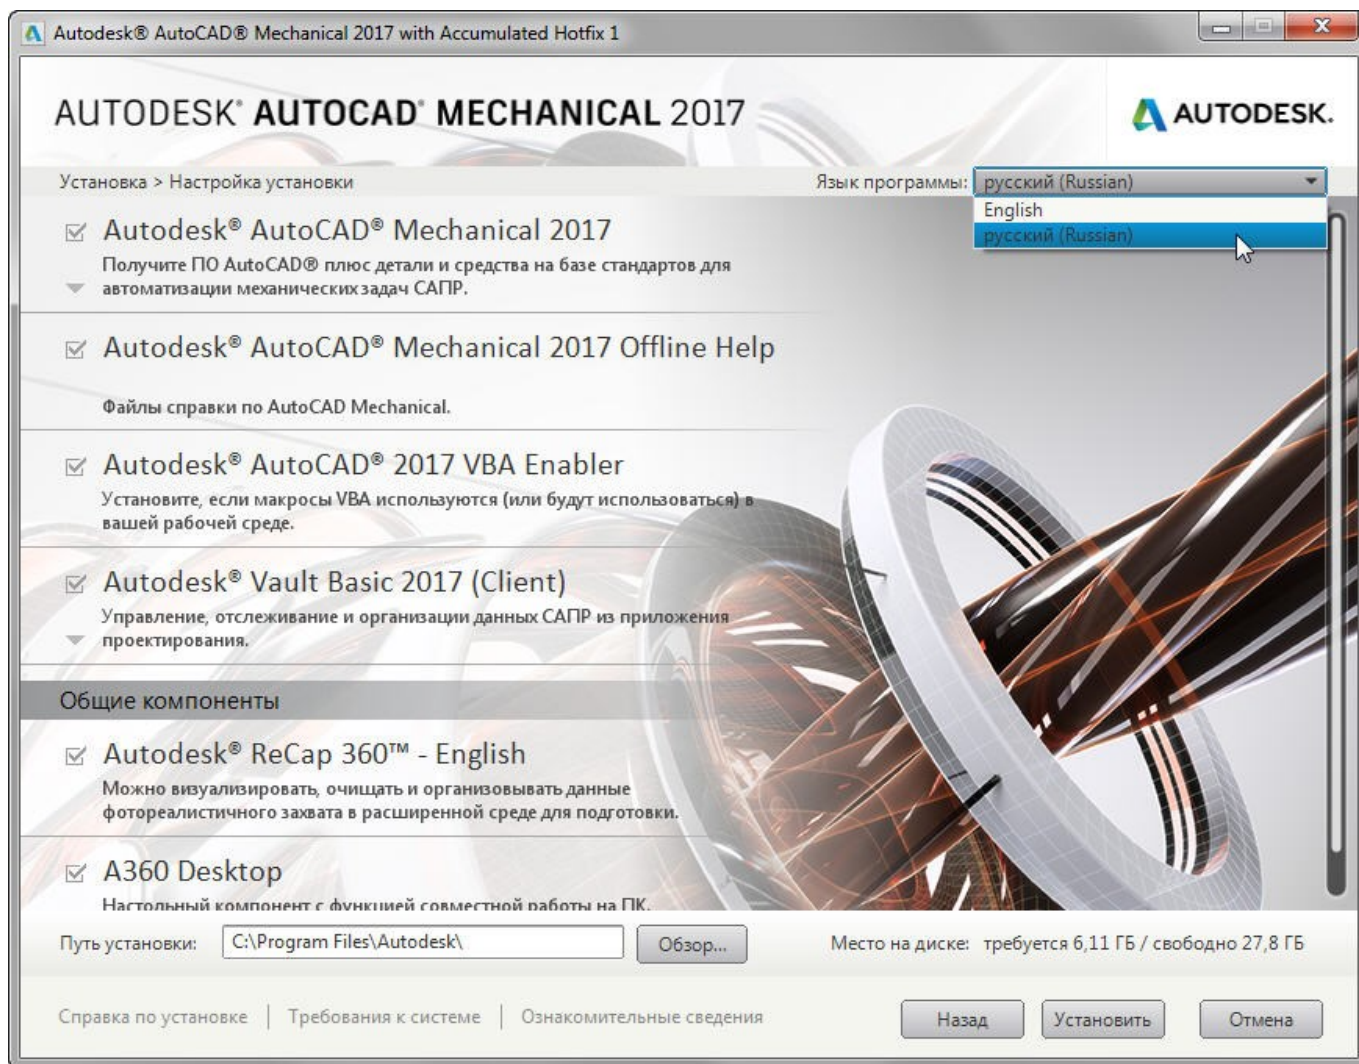 Autodesk® AutoCAD® Mechanical 2017 with Accumulated Hotfix 1
AUTODESK® AUTOCAD® MECHANICAL 2017
AUTODESK.
Установка > Настройка установки
Язык программы: русский (Russian)
English
русский (Russian)
Autodesk® AutoCAD® Mechanical 2017
Получите ПО AutoCAD® плюс детали и средства на базе стандартов для
автоматизации механических задач САПР.
Autodesk® AutoCAD® Mechanical 2017 Offline Help
Файлы справки по AutoCAD Mechanical.
Autodesk® AutoCAD® 2017 VBA Enabler
Установите, если макросы VBA используются (или будут использоваться) в
вашей рабочей среде.
Autodesk® Vault Basic 2017 (Client)
Управление, отслеживание и организации данных САПР из приложения
проектирования.
Общие компоненты
Autodesk® ReCap 360™ - English
Можно визуализировать, очищать и организовывать данные
фотореалистичного захвата в расширенной среде для подготовки.
A360 Desktop
Настольный компонент с функцией совместной работы на ПК.
Путь установки: C:\Program Files\Autodesk\ Обзор... Место на диске: требуется 6,11 ГБ / свободно 27,8 ГБ
Справка по установке | Требования к системе | Ознакомительные сведения Назад Установить Отмена